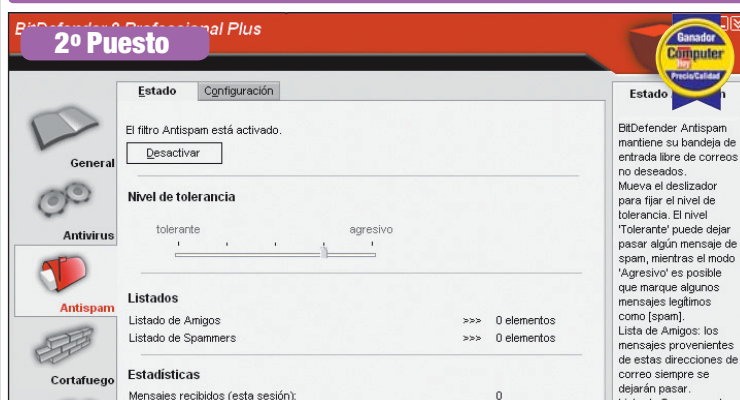 BitDefender 8 Professional Plus
2º Puesto
Ganador
Computer
Hoy
Precio/Calidad
Estado
Configuración
El filtro Antispam está activado.
Desactivar
General
Nivel de tolerancia
tolerante agresivo
Antivirus
Antispam
Listados
Listado de Amigos >>> 0 elementos
Listado de Spammers >>> 0 elementos
Cortafuego
Estadísticas
Mensajes recibidos (esta sesión): 0
Estado
BitDefender Antispam
mantiene su bandeja de
entrada libre de correos
no deseados.
Mueva el deslizador
para fijar el nivel de
tolerancia. El nivel
'Tolerante' puede dejar
pasar algún mensaje de
spam, mientras el modo
'Agresivo' es posible
que marque algunos
mensajes legítimos
como [spam].
Lista de Amigos: los
mensajes provenientes
de estas direcciones de
correo siempre se
dejarán pasar.